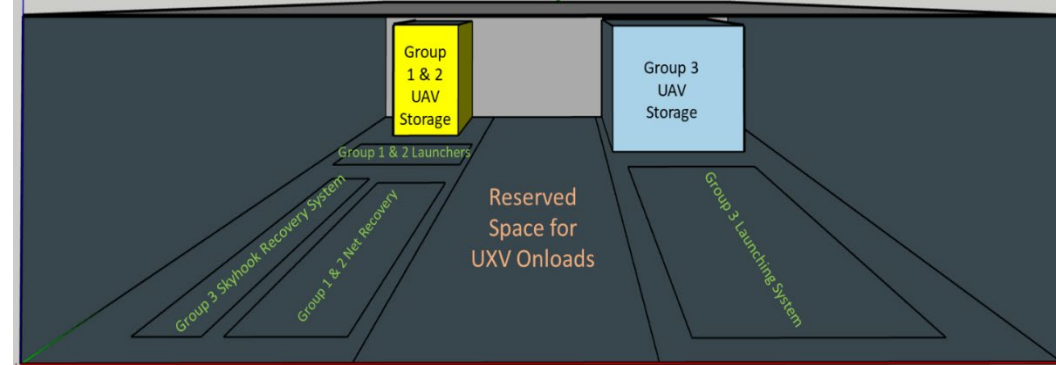 Group
1 & 2
UAV
Storage
Group 3
UAV
Storage
Group 1 & 2 Launchers
Group 3 Skyhook Recovery System
Group 1 & 2 Net Recovery
Reserved
Space for
UXV Onloads
Group 3 Launching System